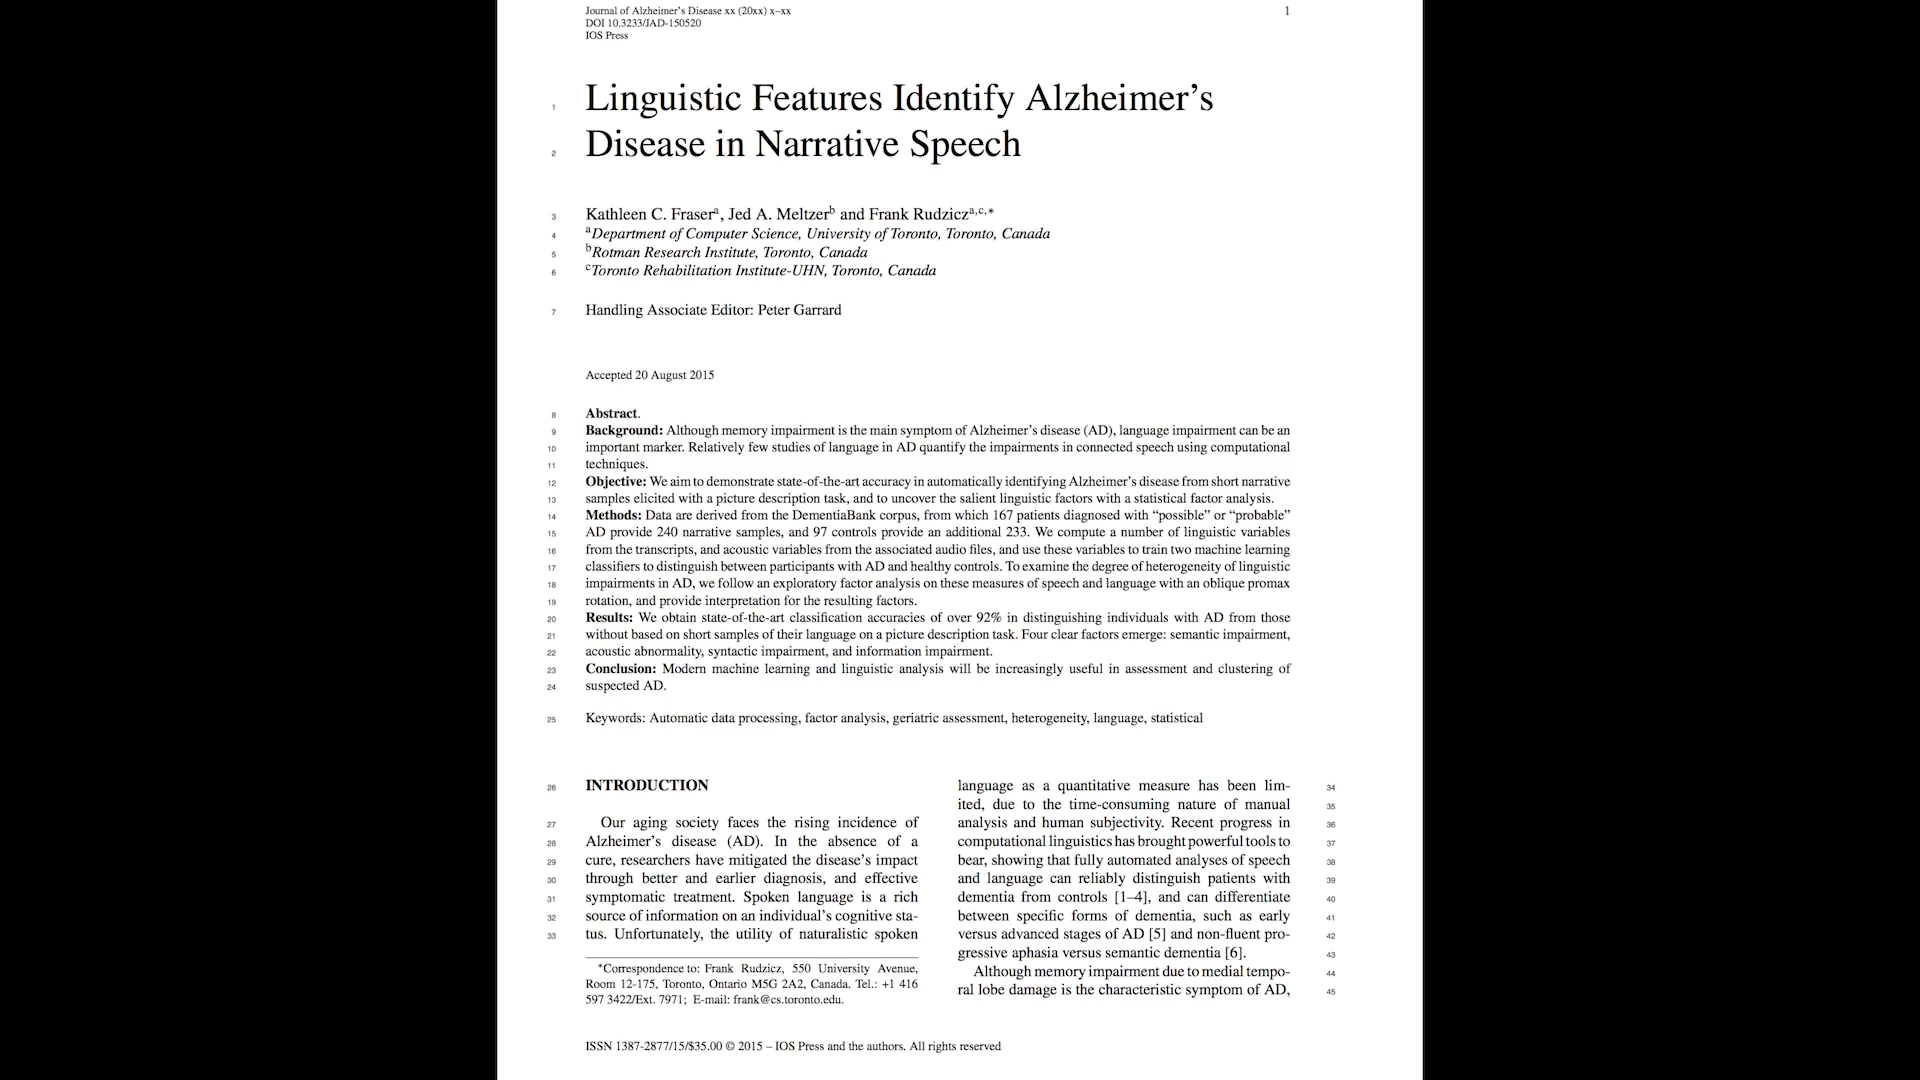 Journal of Alzheimer's Disease xx (20xx) x–xx
DOI 10.3233/JAD-150520
IOS Press
1
1 Linguistic Features Identify Alzheimer's
2 Disease in Narrative Speech
3 Kathleen C. Fraserᵃ, Jed A. Meltzerᵇ and Frank Rudziczᵃ,ᶜ,*
4 ᵃDepartment of Computer Science, University of Toronto, Toronto, Canada
5 ᵇRotman Research Institute, Toronto, Canada
6 ᶜToronto Rehabilitation Institute-UHN, Toronto, Canada
7 Handling Associate Editor: Peter Garrard
Accepted 20 August 2015
8 Abstract.
9 Background: Although memory impairment is the main symptom of Alzheimer's disease (AD), language impairment can be an
10 important marker. Relatively few studies of language in AD quantify the impairments in connected speech using computational
11 techniques.
12 Objective: We aim to demonstrate state-of-the-art accuracy in automatically identifying Alzheimer's disease from short narrative
13 samples elicited with a picture description task, and to uncover the salient linguistic factors with a statistical factor analysis.
14 Methods: Data are derived from the DementiaBank corpus, from which 167 patients diagnosed with “possible” or “probable”
15 AD provide 240 narrative samples, and 97 controls provide an additional 233. We compute a number of linguistic variables
16 from the transcripts, and acoustic variables from the associated audio files, and use these variables to train two machine learning
17 classifiers to distinguish between participants with AD and healthy controls. To examine the degree of heterogeneity of linguistic
18 impairments in AD, we follow an exploratory factor analysis on these measures of speech and language with an oblique promax
19 rotation, and provide interpretation for the resulting factors.
20 Results: We obtain state-of-the-art classification accuracies of over 92% in distinguishing individuals with AD from those
21 without based on short samples of their language on a picture description task. Four clear factors emerge: semantic impairment,
22 acoustic abnormality, syntactic impairment, and information impairment.
23 Conclusion: Modern machine learning and linguistic analysis will be increasingly useful in assessment and clustering of
24 suspected AD.
25 Keywords: Automatic data processing, factor analysis, geriatric assessment, heterogeneity, language, statistical
26 INTRODUCTION
27 Our aging society faces the rising incidence of
28 Alzheimer's disease (AD). In the absence of a
29 cure, researchers have mitigated the disease's impact
30 through better and earlier diagnosis, and effective
31 symptomatic treatment. Spoken language is a rich
32 source of information on an individual's cognitive sta-
33 tus. Unfortunately, the utility of naturalistic spoken
*Correspondence to: Frank Rudzicz, 550 University Avenue,
Room 12-175, Toronto, Ontario M5G 2A2, Canada. Tel.: +1 416
597 3422/Ext. 7971; E-mail: frank@cs.toronto.edu.
language as a quantitative measure has been lim- 34
ited, due to the time-consuming nature of manual 35
analysis and human subjectivity. Recent progress in 36
computational linguistics has brought powerful tools to 37
bear, showing that fully automated analyses of speech 38
and language can reliably distinguish patients with 39
dementia from controls [1–4], and can differentiate 40
between specific forms of dementia, such as early 41
versus advanced stages of AD [5] and non-fluent pro- 42
gressive aphasia versus semantic dementia [6]. 43
Although memory impairment due to medial tempo- 44
ral lobe damage is the characteristic symptom of AD, 45
ISSN 1387-2877/15/$35.00 © 2015 – IOS Press and the authors. All rights reserved